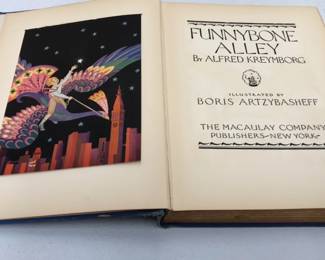 FUNNYBONE
ALLEY
By ALFRED KREYMBORG
ILLUSTRATED BY
BORIS ARTZYBASHEFF
THE MACAULAY COMPANY
PUBLISHERS - NEW YORK